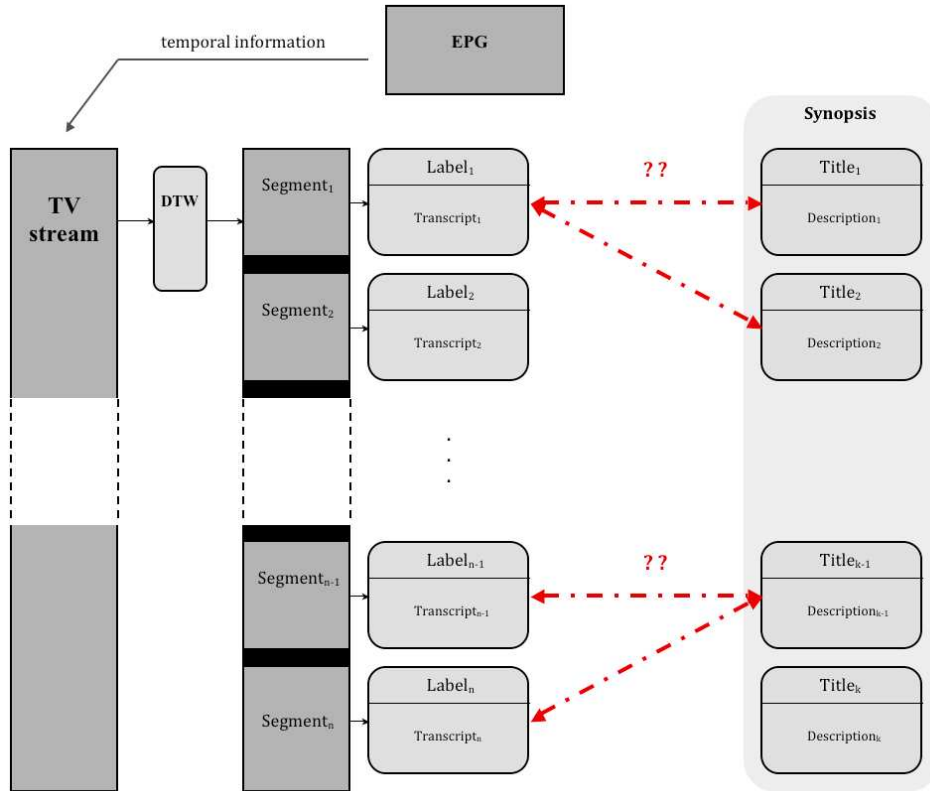 EPG
temporal information
Synopsis
TV
stream
DTW
Segment₁
Label₁
Transcript₁
? ?
Title₁
Description₁
Segment₂
Label₂
Transcript₂
Title₂
Description₂
.
.
.
Segmentₙ₋₁
Labelₙ₋₁
Transcriptₙ₋₁
? ?
Titleₖ₋₁
Descriptionₖ₋₁
Segmentₙ
Labelₙ
Transcriptₙ
Titleₖ
Descriptionₖ